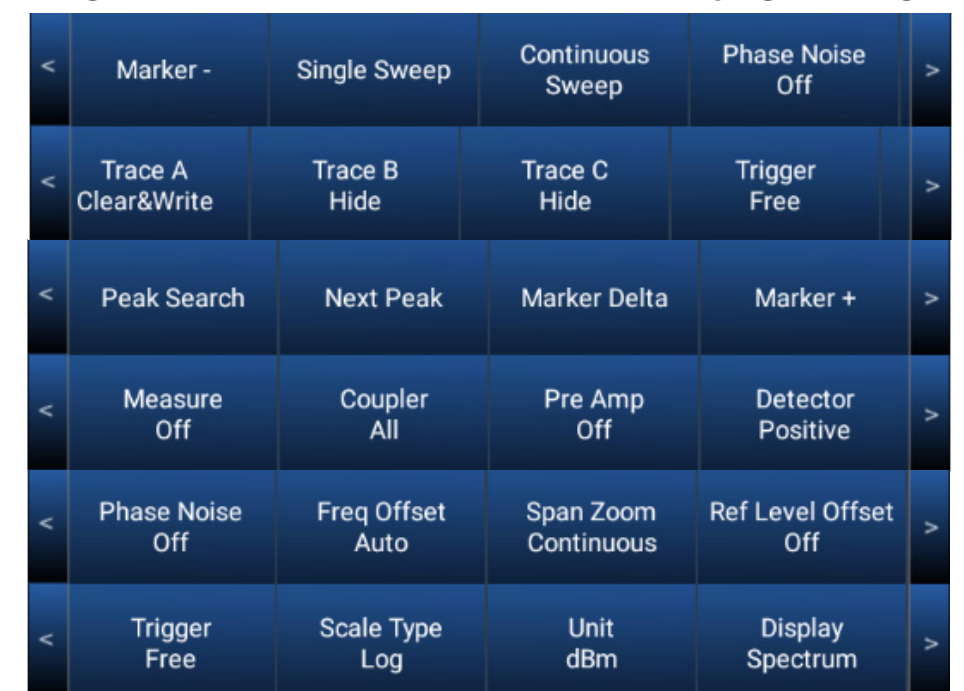 < Marker - Single Sweep Continuous Sweep Phase Noise Off >
< Trace A Clear&Write Trace B Hide Trace C Hide Trigger Free >
< Peak Search Next Peak Marker Delta Marker + >
< Measure Off Coupler All Pre Amp Off Detector Positive >
< Phase Noise Off Freq Offset Auto Span Zoom Continuous Ref Level Offset Off >
< Trigger Free Scale Type Log Unit dBm Display Spectrum >